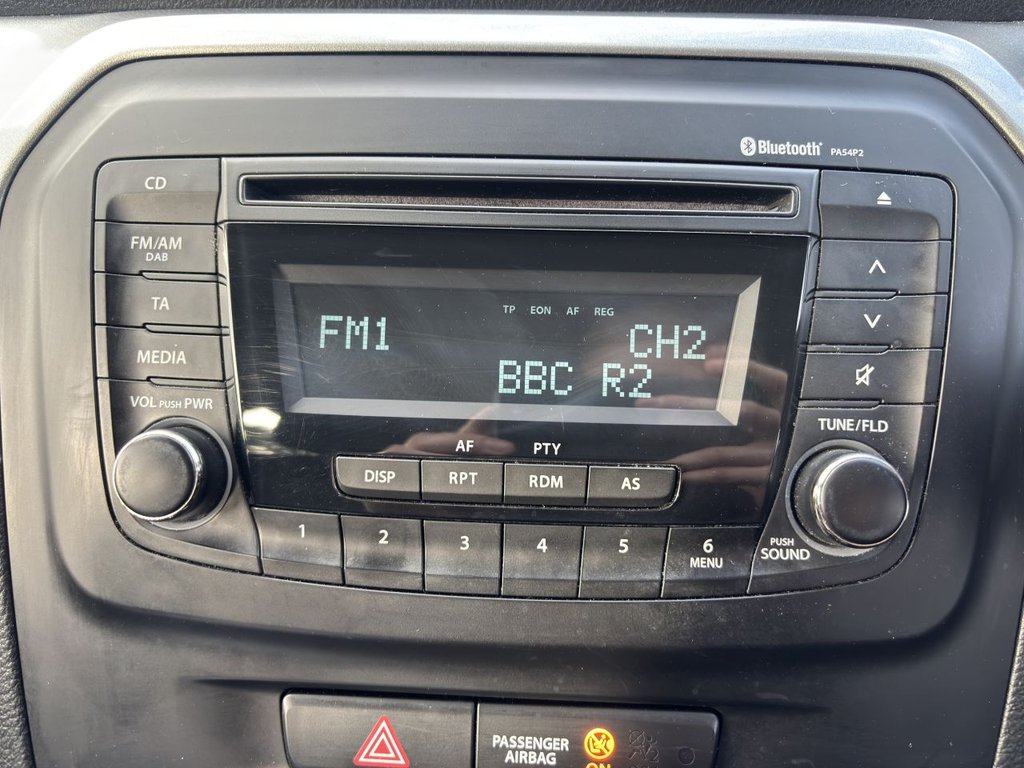 Bluetooth® PA54P2
CD
FM/AM
DAB
TA
MEDIA
VOL PUSH PWR
TP EON AF REG
FM1 CH2
BBC R2
TUNE/FLD
AF PTY
DISP RPT RDM AS
1 2 3 4 5 6
MENU
PUSH
SOUND
PASSENGER
AIRBAG
ON